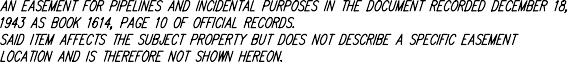 AN EASEMENT FOR PIPELINES AND INCIDENTAL PURPOSES IN THE DOCUMENT RECORDED DECEMBER 18,
1943 AS BOOK 1614, PAGE 10 OF OFFICIAL RECORDS.
SAID ITEM AFFECTS THE SUBJECT PROPERTY BUT DOES NOT DESCRIBE A SPECIFIC EASEMENT
LOCATION AND IS THEREFORE NOT SHOWN HEREON.